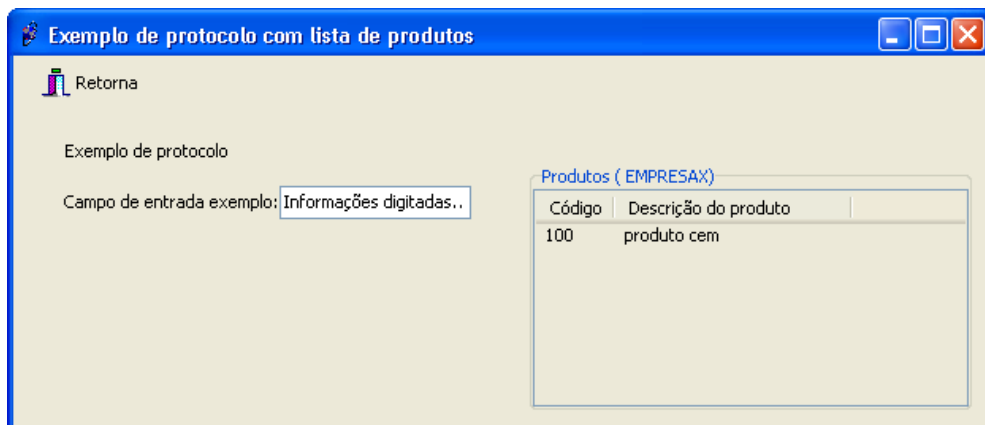 Exemplo de protocolo com lista de produtos
Retorna
Exemplo de protocolo
Campo de entrada exemplo: Informações digitadas..
Produtos ( EMPRESAX)
Código Descrição do produto
100 produto cem